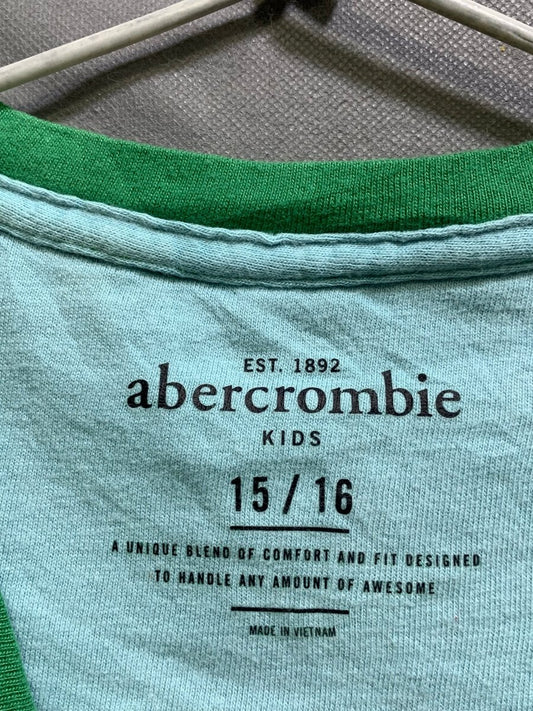 EST. 1892
abercrombie
KIDS
15 / 16
A UNIQUE BLEND OF COMFORT AND FIT DESIGNED
TO HANDLE ANY AMOUNT OF AWESOME
MADE IN VIETNAM